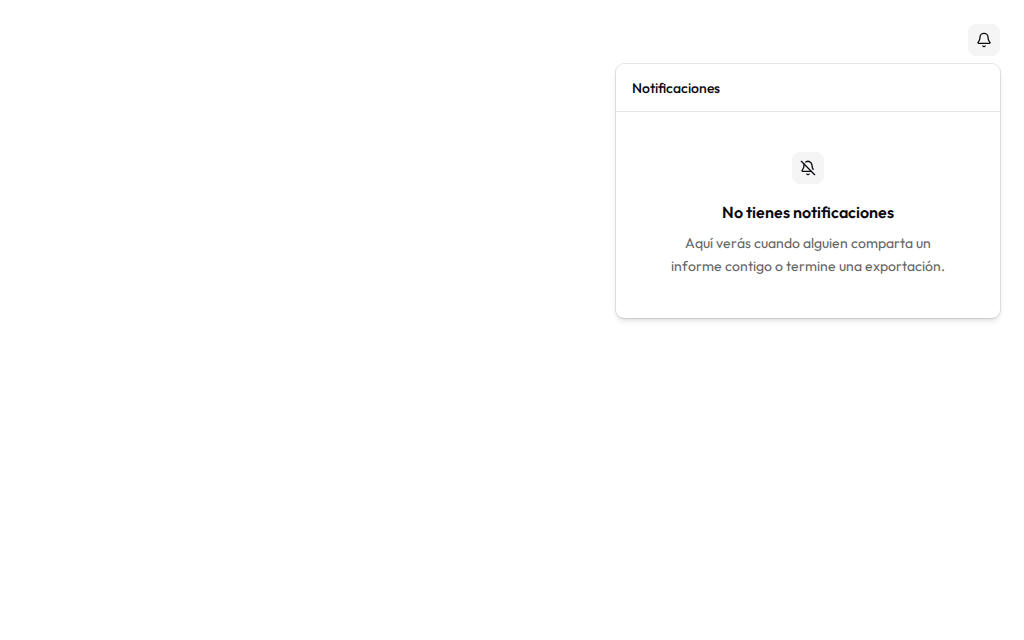 Notificaciones
No tienes notificaciones
Aquí verás cuando alguien comparta un
informe contigo o termine una exportación.